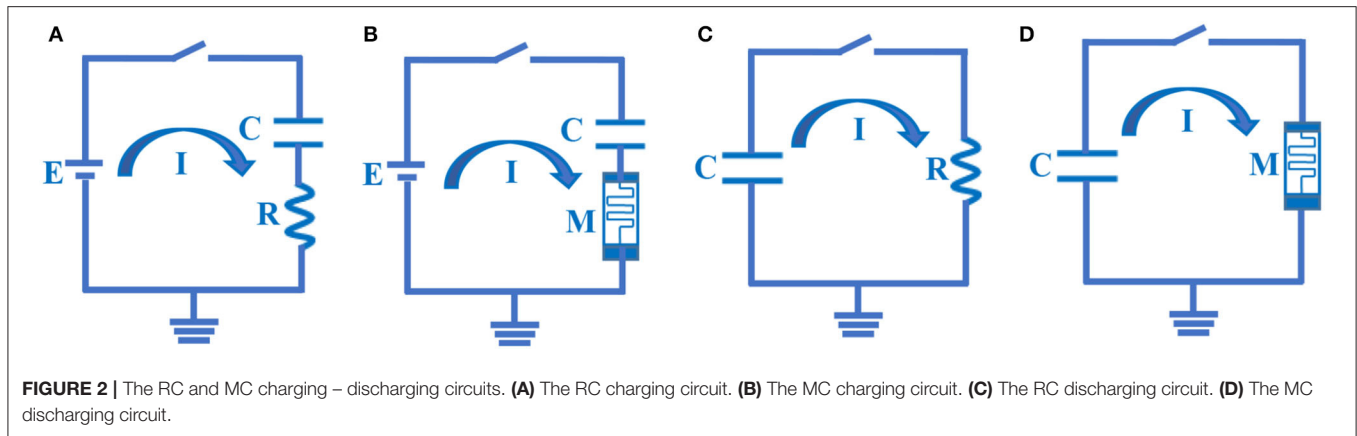 A
B
C
D
E
I
C
R
E
I
C
M
C
I
R
C
I
M
FIGURE 2 | The RC and MC charging – discharging circuits. (A) The RC charging circuit. (B) The MC charging circuit. (C) The RC discharging circuit. (D) The MC
discharging circuit.